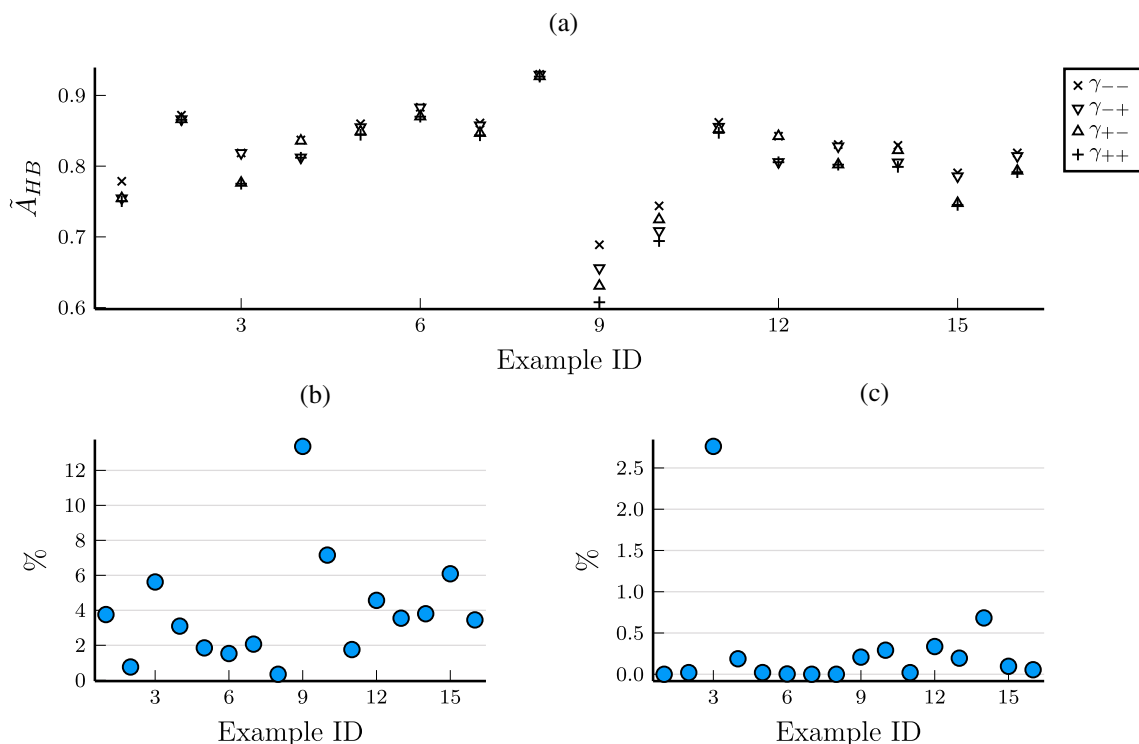 (a)
0.9
0.8
0.7
0.6
Ã_{HB}
3 6 9 12 15
Example ID
γ−−
γ−+
γ+−
γ++
(b)
12
10
8
6
4
2
0
%
3 6 9 12 15
Example ID
(c)
2.5
2.0
1.5
1.0
0.5
0.0
%
3 6 9 12 15
Example ID